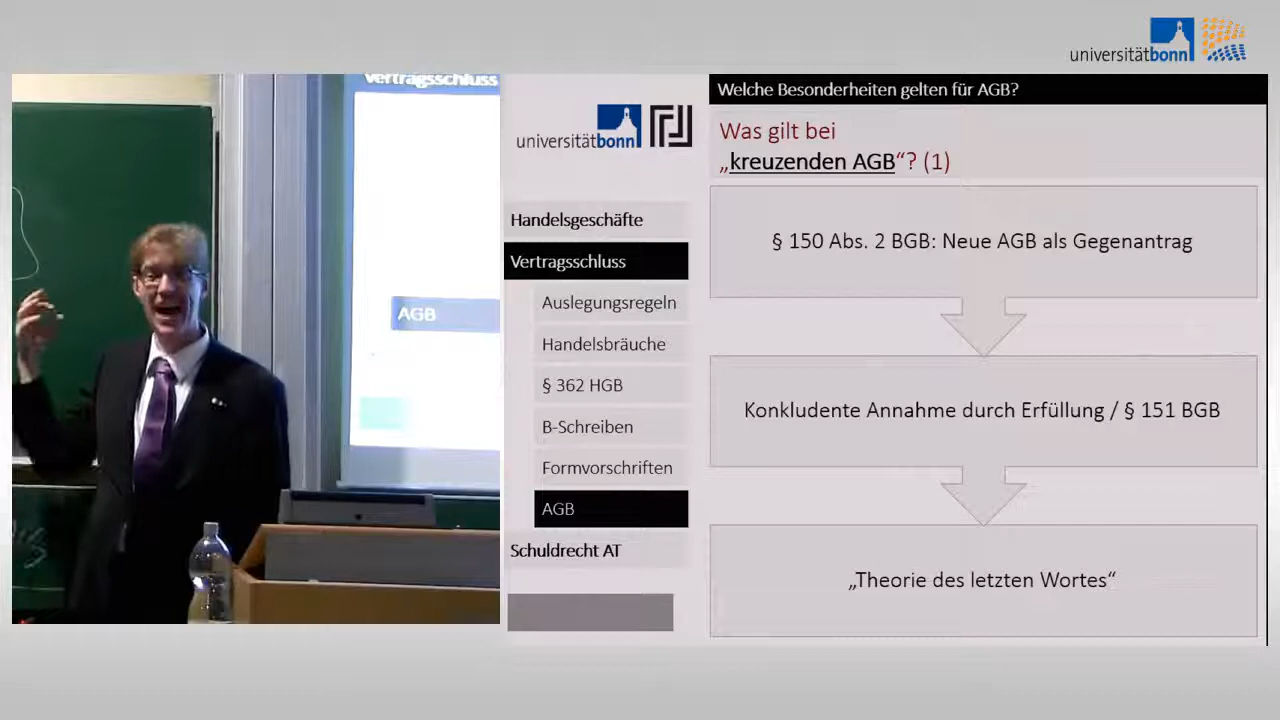 universitätbonn
Vertragsschluss
AGB
universitätbonn
Handelsgeschäfte
Vertragsschluss
Auslegungsregeln
Handelsbräuche
§ 362 HGB
B-Schreiben
Formvorschriften
AGB
Schuldrecht AT
Welche Besonderheiten gelten für AGB?
Was gilt bei
„kreuzenden AGB“? (1)
§ 150 Abs. 2 BGB: Neue AGB als Gegenantrag
Konkludente Annahme durch Erfüllung / § 151 BGB
„Theorie des letzten Wortes“